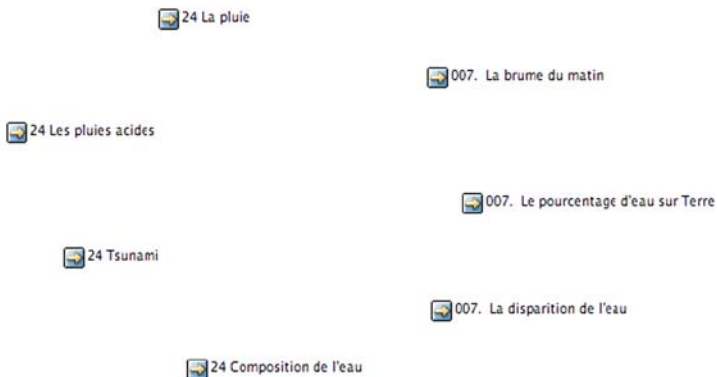 24 La pluie
007. La brume du matin
24 Les pluies acides
007. Le pourcentage d'eau sur Terre
24 Tsunami
007. La disparition de l'eau
24 Composition de l'eau